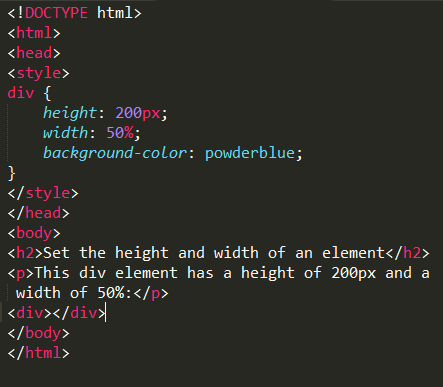 <!DOCTYPE html>
<html>
<head>
<style>
div {
    height: 200px;
    width: 50%;
    background-color: powderblue;
}
</style>
</head>
<body>
<h2>Set the height and width of an element</h2>
<p>This div element has a height of 200px and a
 width of 50%:</p>
<div></div>
</body>
</html>